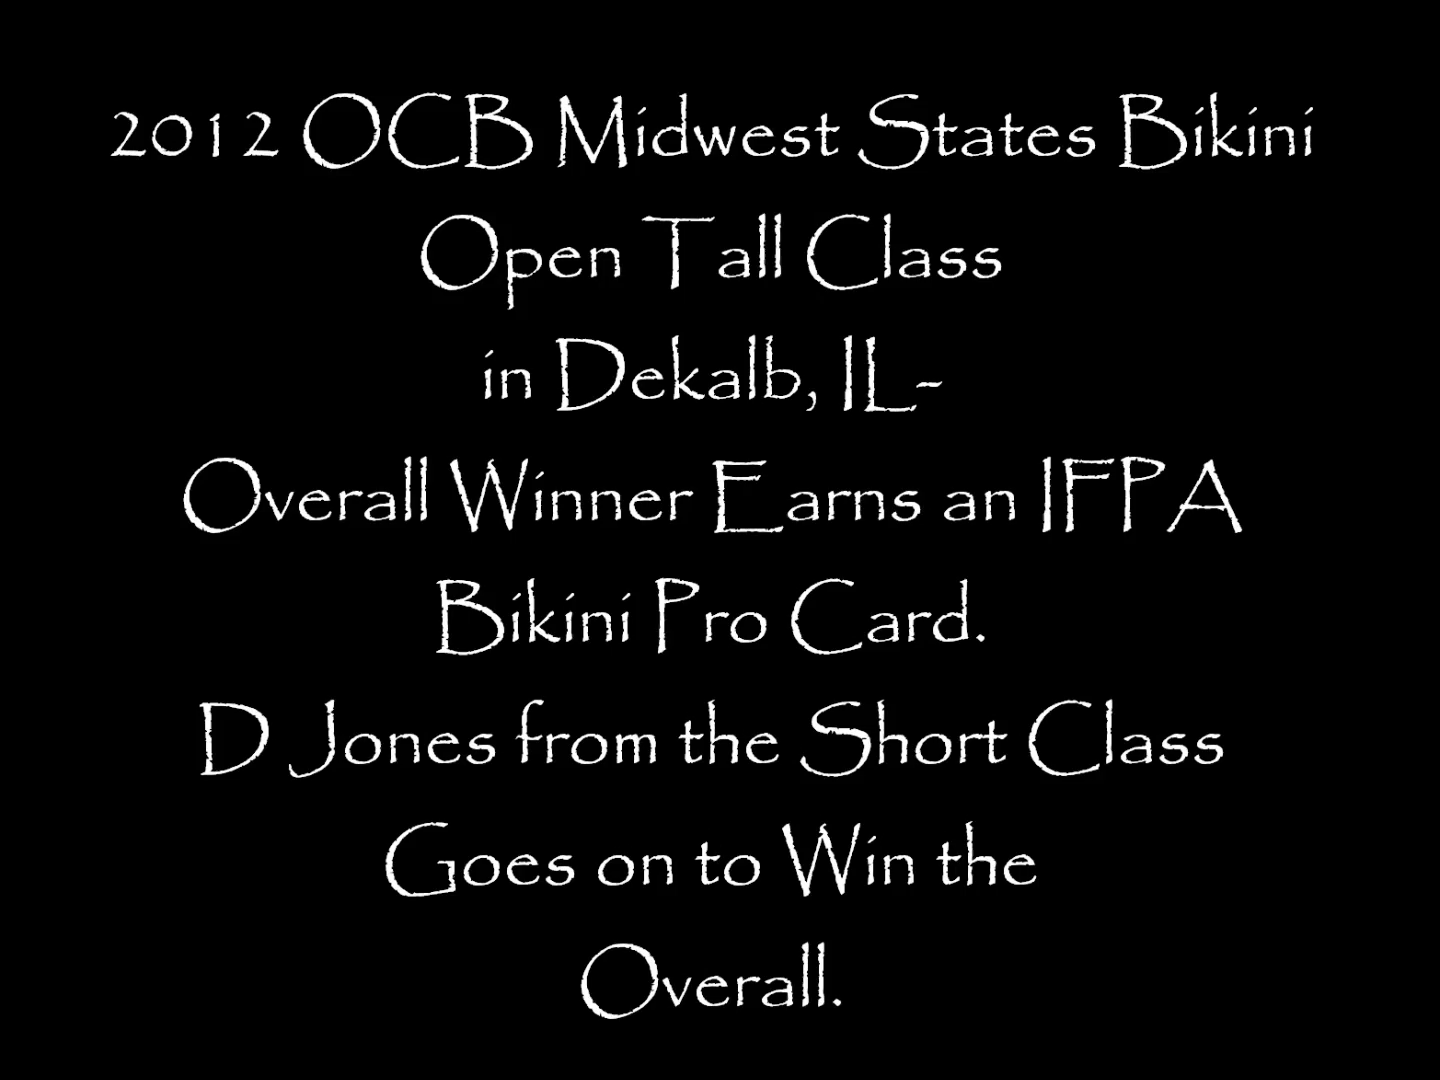 2012 OCB Midwest States Bikini
Open Tall Class
in Dekalb, IL-
Overall Winner Earns an IFPA
Bikini Pro Card.
D Jones from the Short Class
Goes on to Win the
Overall.